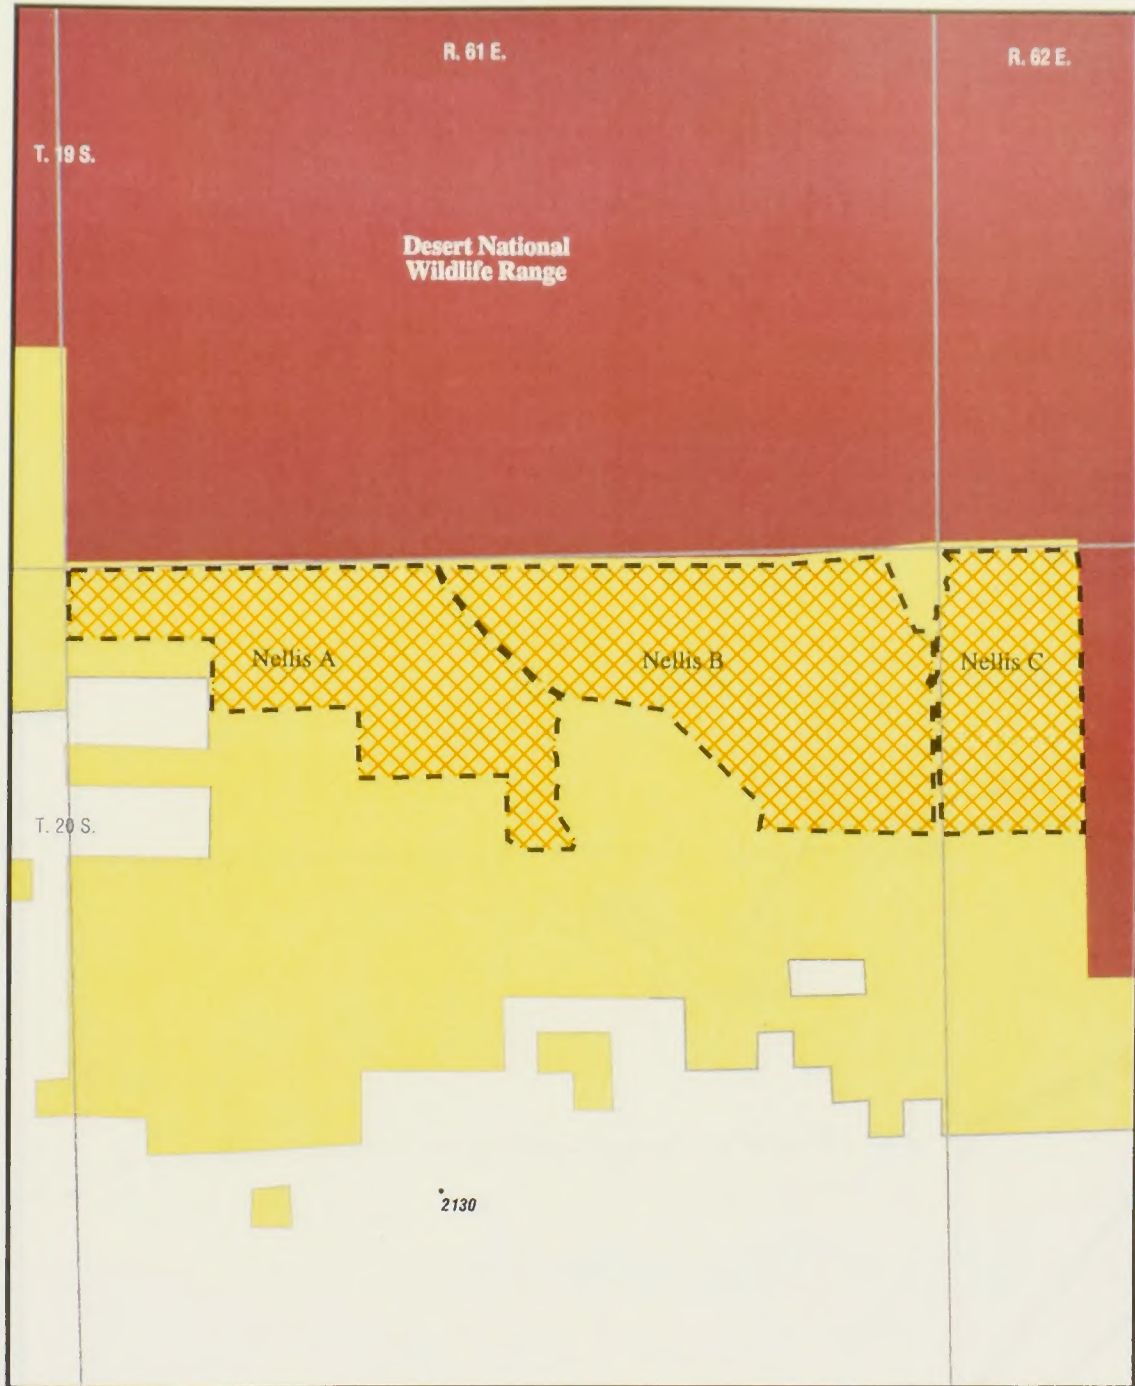 R. 61 E.
R. 62 E.
T. 19 S.
Desert National
Wildlife Range
Nellis A
Nellis B
Nellis C
T. 20 S.
2130